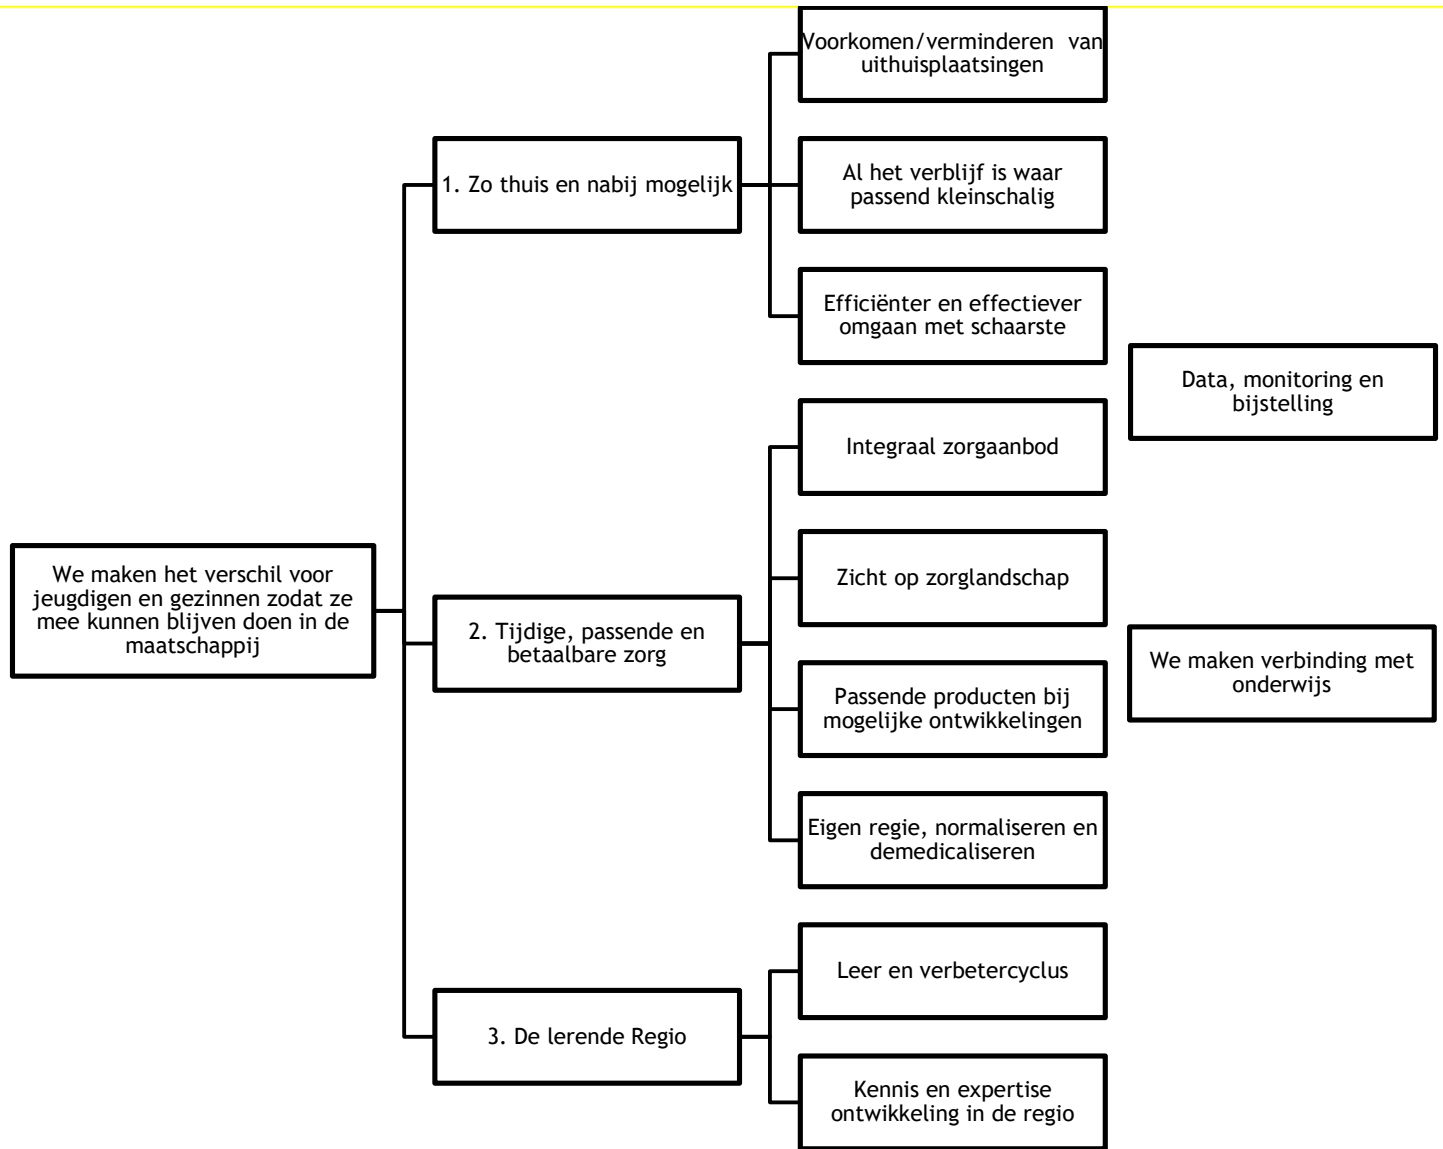 Voorkomen/verminderen van
uithuisplaatsingen
1. Zo thuis en nabij mogelijk
Al het verblijf is waar
passend kleinschalig
Efficiënter en effectiever
omgaan met schaarste
Data, monitoring en
bijstelling
Integraal zorgaanbod
Zicht op zorglandschap
We maken het verschil voor
jeugdigen en gezinnen zodat ze
mee kunnen blijven doen in de
maatschappij
2. Tijdige, passende en
betaalbare zorg
We maken verbinding met
onderwijs
Passende producten bij
mogelijke ontwikkelingen
Eigen regie, normaliseren en
demedicaliseren
Leer en verbetercyclus
3. De lerende Regio
Kennis en expertise
ontwikkeling in de regio